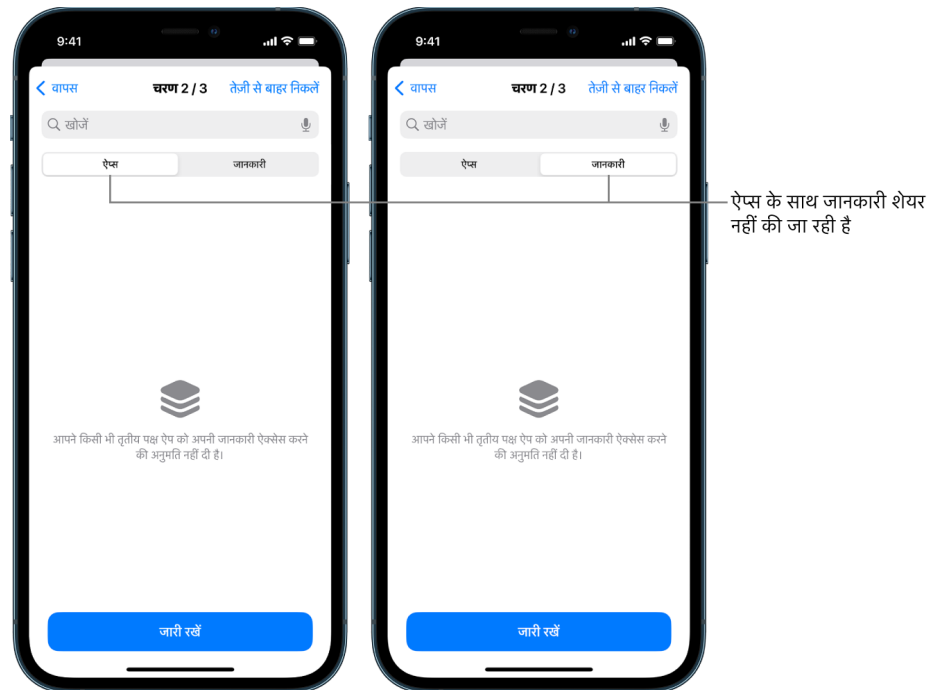 9:41
वापस
चरण 2 / 3
तेज़ी से बाहर निकलें
खोजें
ऐप्स
जानकारी
आपने किसी भी तृतीय पक्ष ऐप को अपनी जानकारी ऐक्सेस करने
की अनुमति नहीं दी है।
जारी रखें
9:41
वापस
चरण 2 / 3
तेज़ी से बाहर निकलें
खोजें
ऐप्स
जानकारी
आपने किसी भी तृतीय पक्ष ऐप को अपनी जानकारी ऐक्सेस करने
की अनुमति नहीं दी है।
जारी रखें
ऐप्स के साथ जानकारी शेयर
नहीं की जा रही है